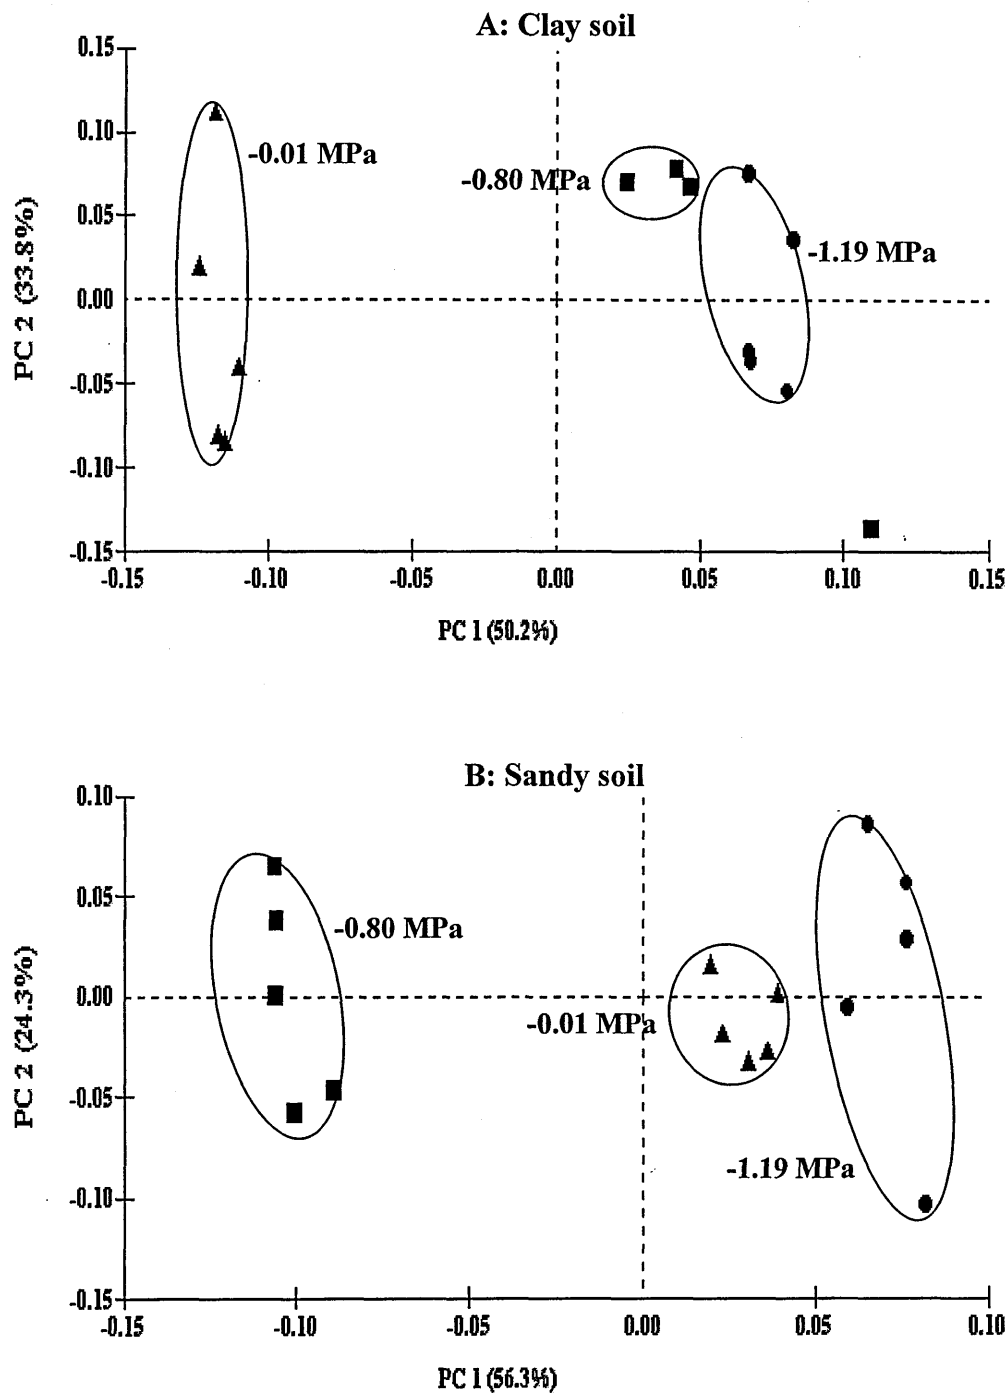 A: Clay soil
0.15
0.10
0.05
0.00
-0.05
-0.10
-0.15
PC 2 (33.8%)
-0.01 MPa
-0.80 MPa
-1.19 MPa
-0.15 -0.10 -0.05 0.00 0.05 0.10 0.15
PC 1 (50.2%)
B: Sandy soil
0.10
0.05
0.00
-0.05
-0.10
-0.15
PC 2 (24.3%)
-0.80 MPa
-0.01 MPa
-1.19 MPa
-0.15 -0.10 -0.05 0.00 0.05 0.10
PC 1 (56.3%)